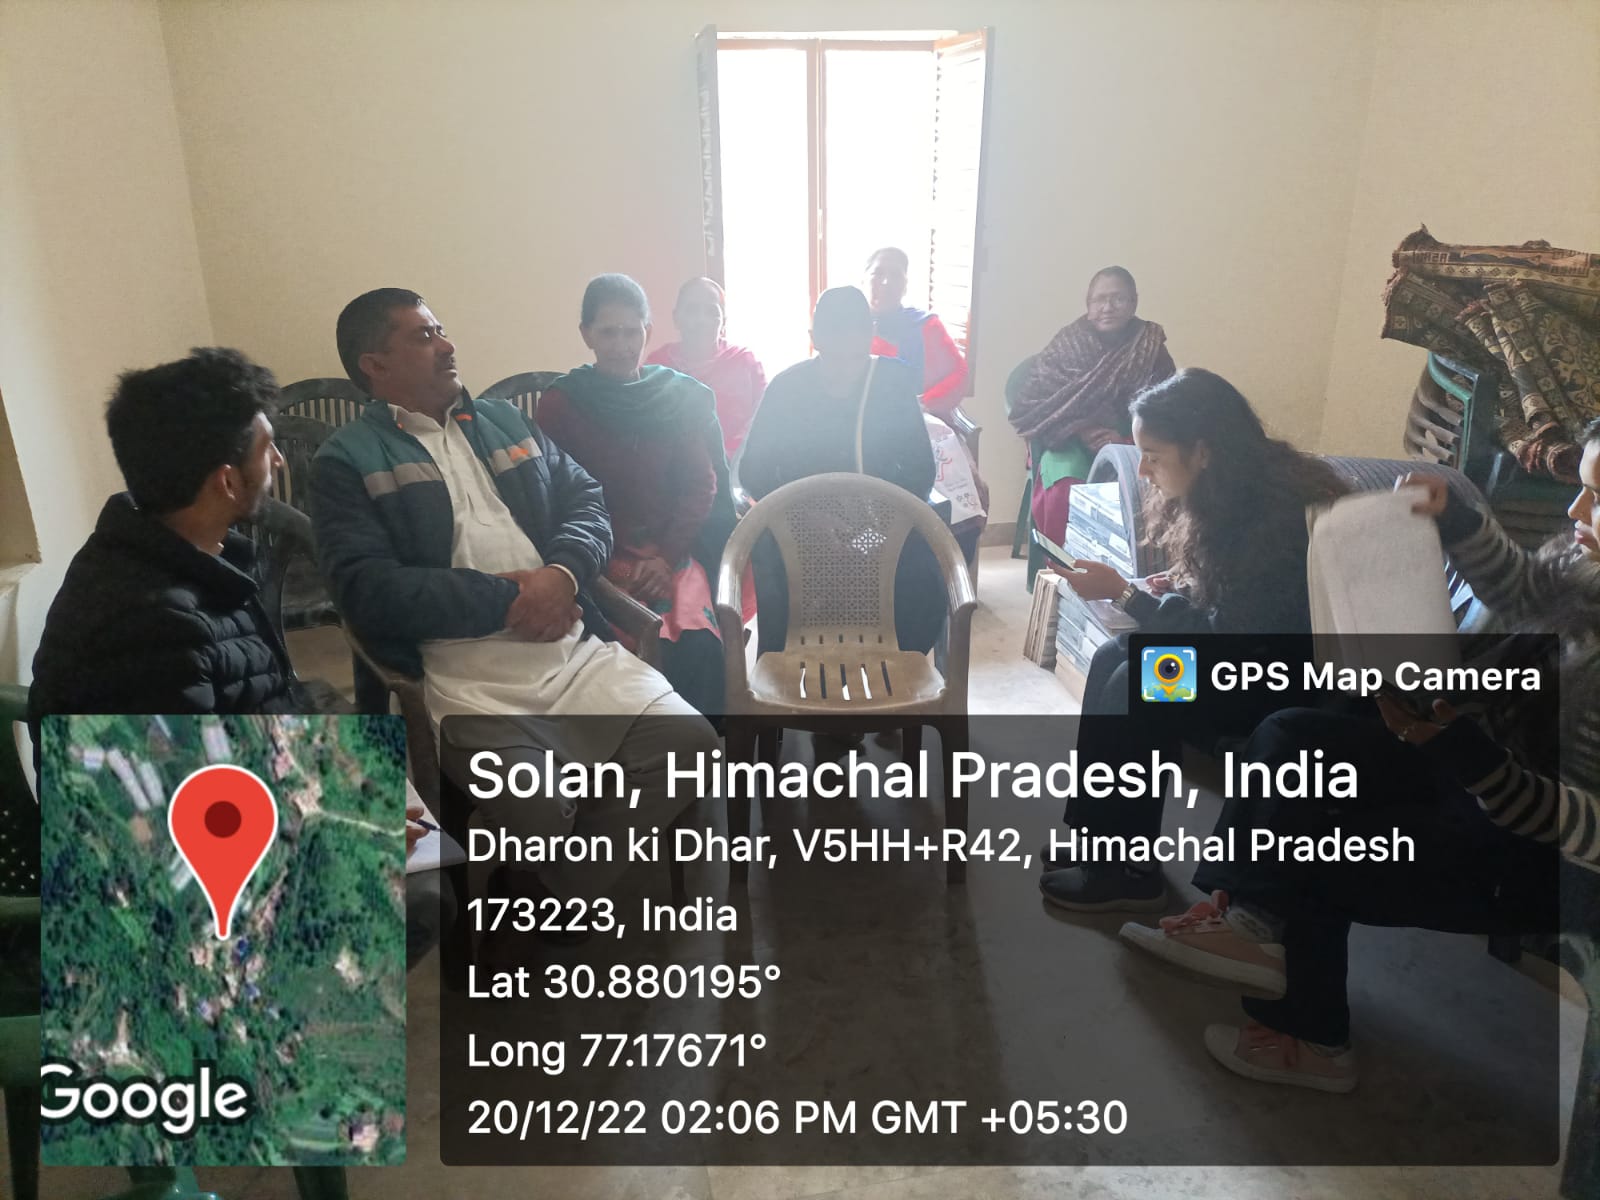 GPS Map Camera
Solan, Himachal Pradesh, India
Dharon ki Dhar, V5HH+R42, Himachal Pradesh
173223, India
Lat 30.880195°
Long 77.17671°
20/12/22 02:06 PM GMT +05:30
Google